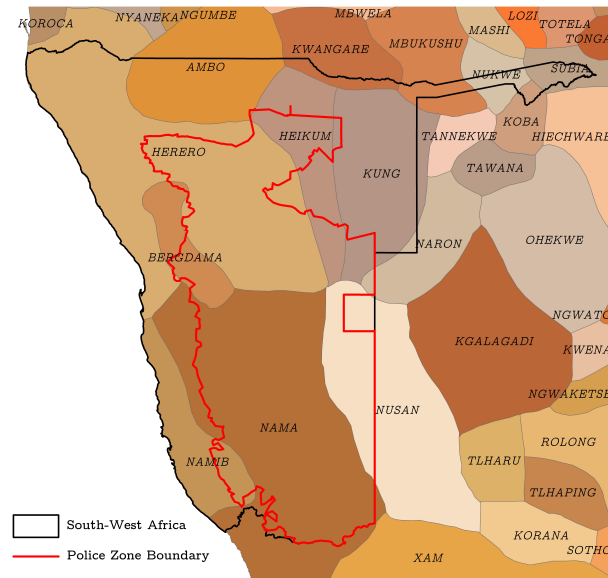 KOROCA
NYANEKA
NGUMBE
MBWELA
LOZI
TOTELA
TONGA
MASHI
KWANGARE
MBUKUSHU
AMBO
NUKWE
SUBIA
KOBA
HEIKUM
TANNEKWE
HIECHWARE
HERERO
KUNG
TAWANA
NARON
OHEKWE
BERGDAMA
NGWATO
KGALAGADI
KWENA
NGWAKETSE
NUSAN
NAMA
ROLONG
NAMIB
TLHARU
TLHAPING
South-West Africa
KORANA
SOTHO
Police Zone Boundary
XAM